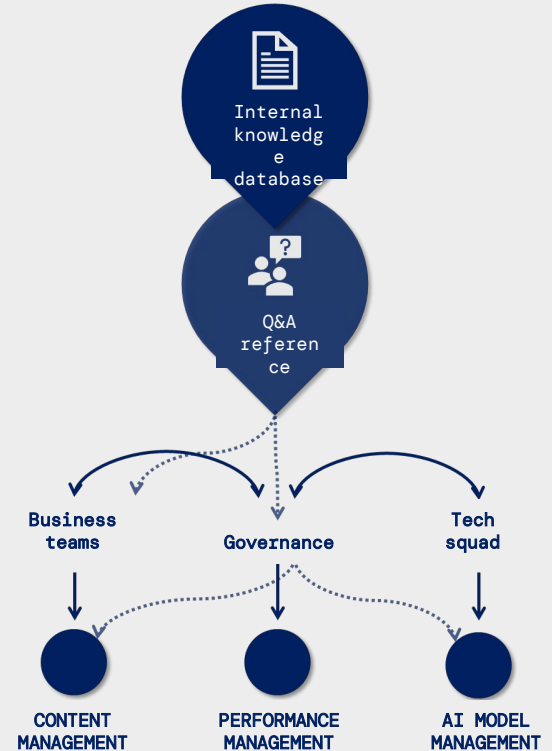 Internal
knowledg
e
database
?
Q&A
referen
ce
Business
teams
Governance
Tech
squad
CONTENT
MANAGEMENT
PERFORMANCE
MANAGEMENT
AI MODEL
MANAGEMENT